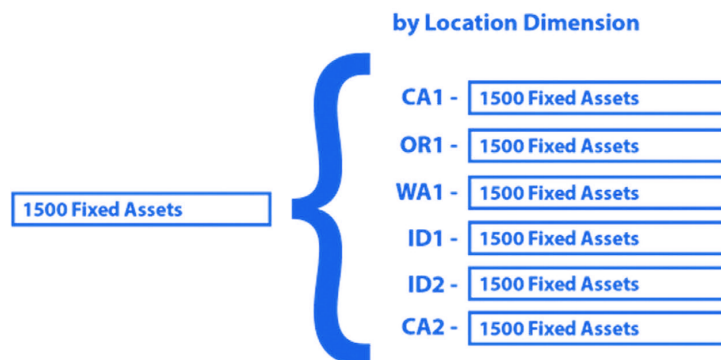 by Location Dimension
CA1 - 1500 Fixed Assets
OR1 - 1500 Fixed Assets
WA1 - 1500 Fixed Assets
1500 Fixed Assets
ID1 - 1500 Fixed Assets
ID2 - 1500 Fixed Assets
CA2 - 1500 Fixed Assets